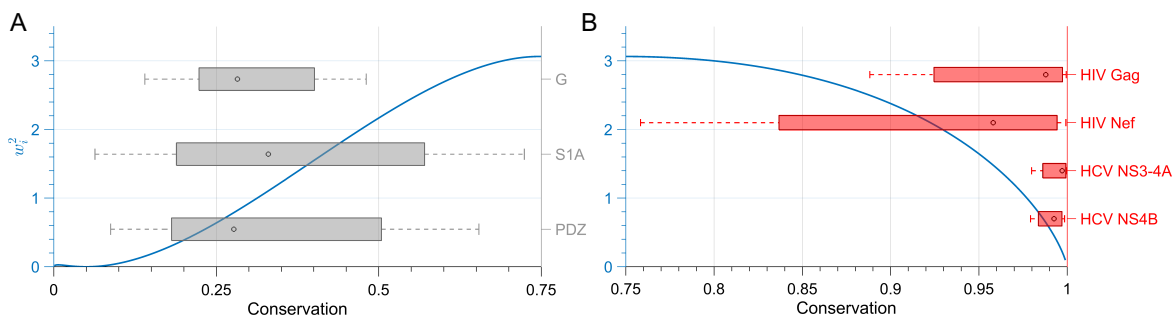 A
B
3
2
1
0
w_i^2
G
S1A
PDZ
0
0.25
0.5
0.75
Conservation
3
2
1
0
HIV Gag
HIV Nef
HCV NS3-4A
HCV NS4B
0.75
0.8
0.85
0.9
0.95
1
Conservation